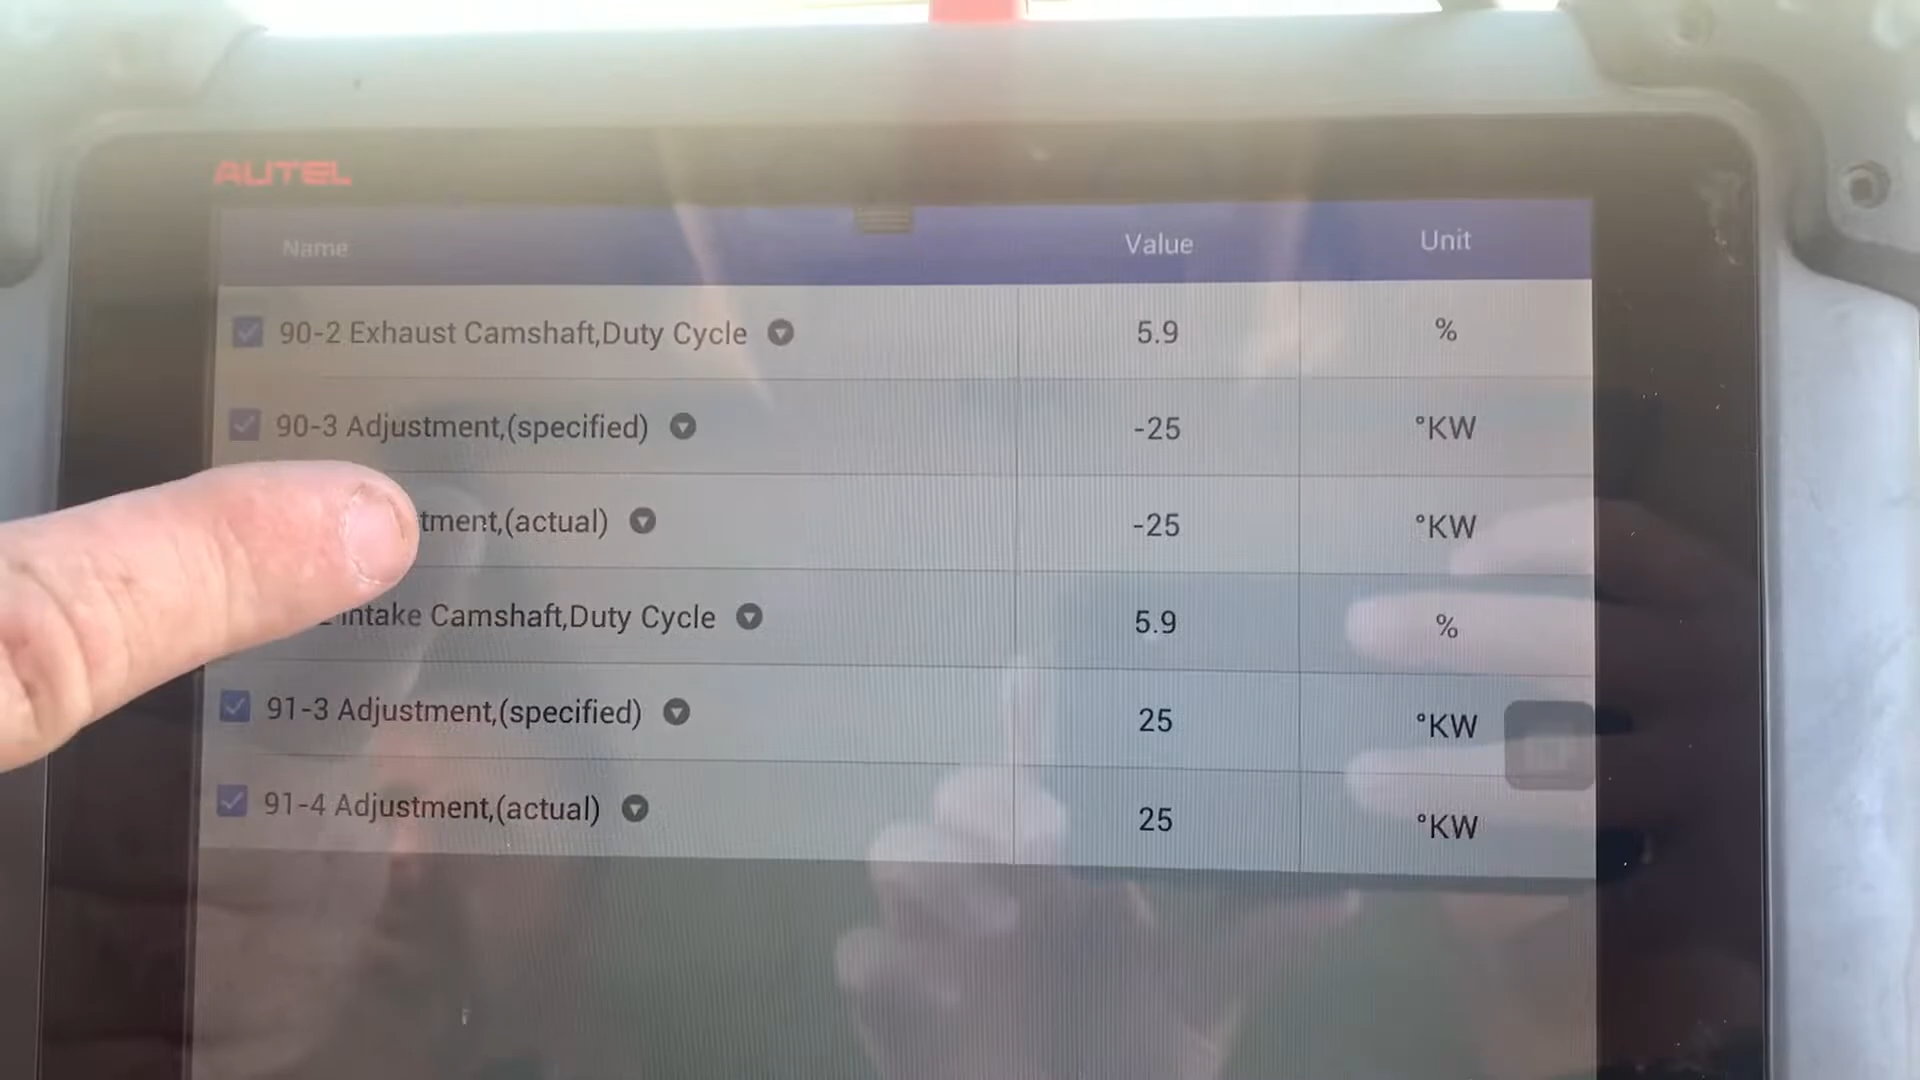 AUTEL
Name Value Unit
90-2 Exhaust Camshaft,Duty Cycle 5.9 %
90-3 Adjustment,(specified) -25 °KW
tment,(actual) -25 °KW
Intake Camshaft,Duty Cycle 5.9 %
91-3 Adjustment,(specified) 25 °KW
91-4 Adjustment,(actual) 25 °KW